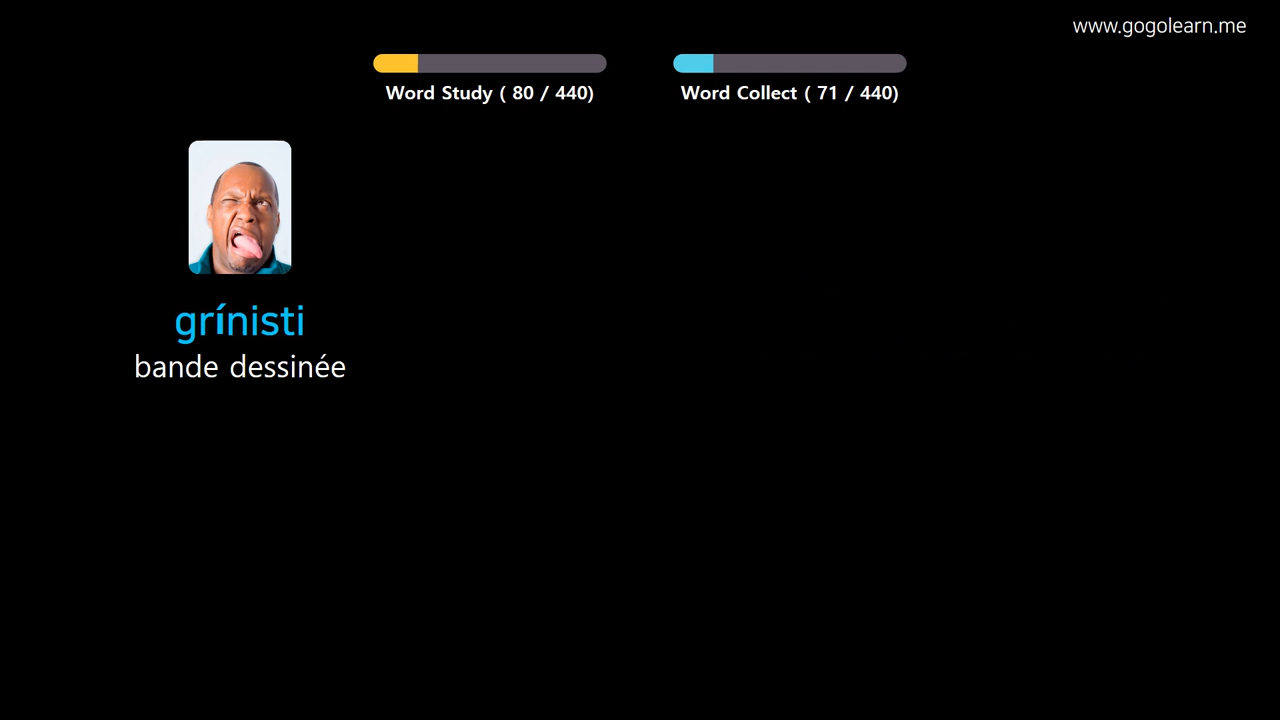 www.gogolearn.me
Word Study ( 80 / 440)
Word Collect ( 71 / 440)
grínisti
bande dessinée